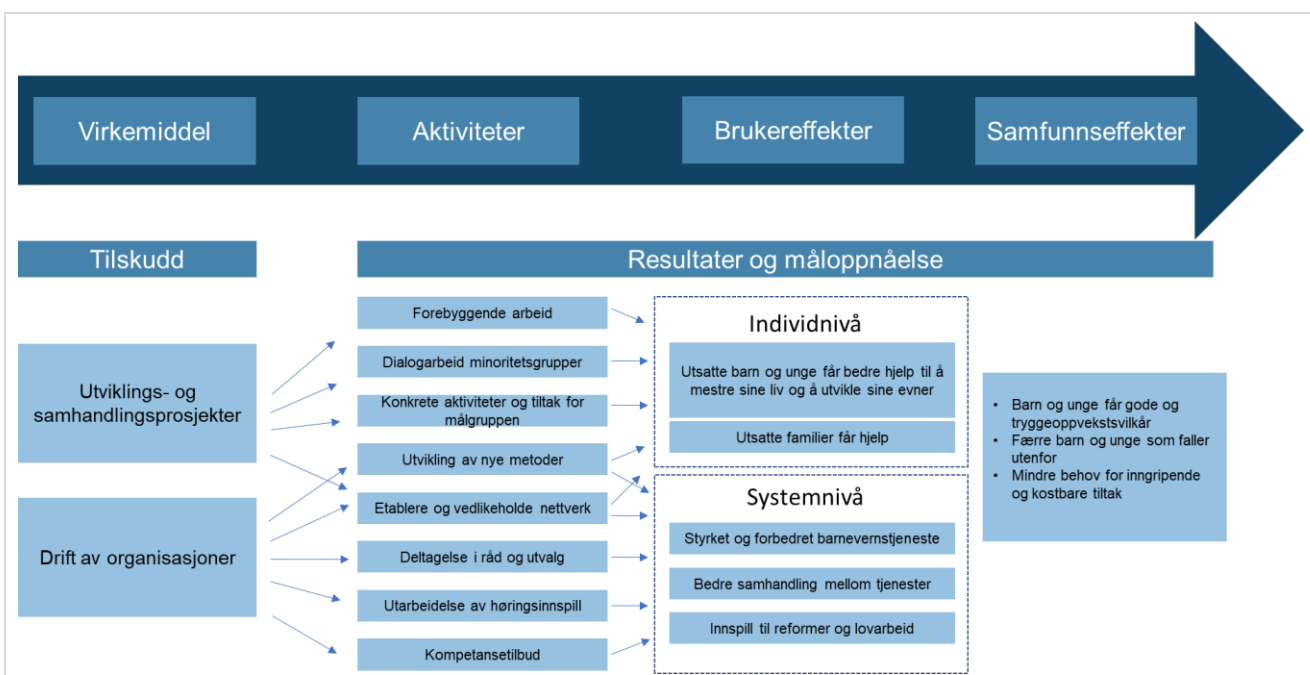 Virkemiddel
Aktiviteter
Brukereffekter
Samfunnseffekter
Tilskudd
Resultater og måloppnåelse
Utviklings- og
samhandlingsprosjekter
Drift av organisasjoner
Forebyggende arbeid
Dialogarbeid minoritetsgrupper
Konkrete aktiviteter og tiltak for
målgruppen
Utvikling av nye metoder
Etablere og vedlikeholde nettverk
Deltagelse i råd og utvalg
Utarbeidelse av høringsinnspill
Kompetansetilbud
Individnivå
Utsatte barn og unge får bedre hjelp til å
mestre sine liv og å utvikle sine evner
Utsatte familier får hjelp
Systemnivå
Styrket og forbedret barnevernstjeneste
Bedre samhandling mellom tjenester
Innspill til reformer og lovarbeid
• Barn og unge får gode og
tryggeoppvekstsvilkår
• Færre barn og unge som faller
utenfor
• Mindre behov for inngripende
og kostbare tiltak